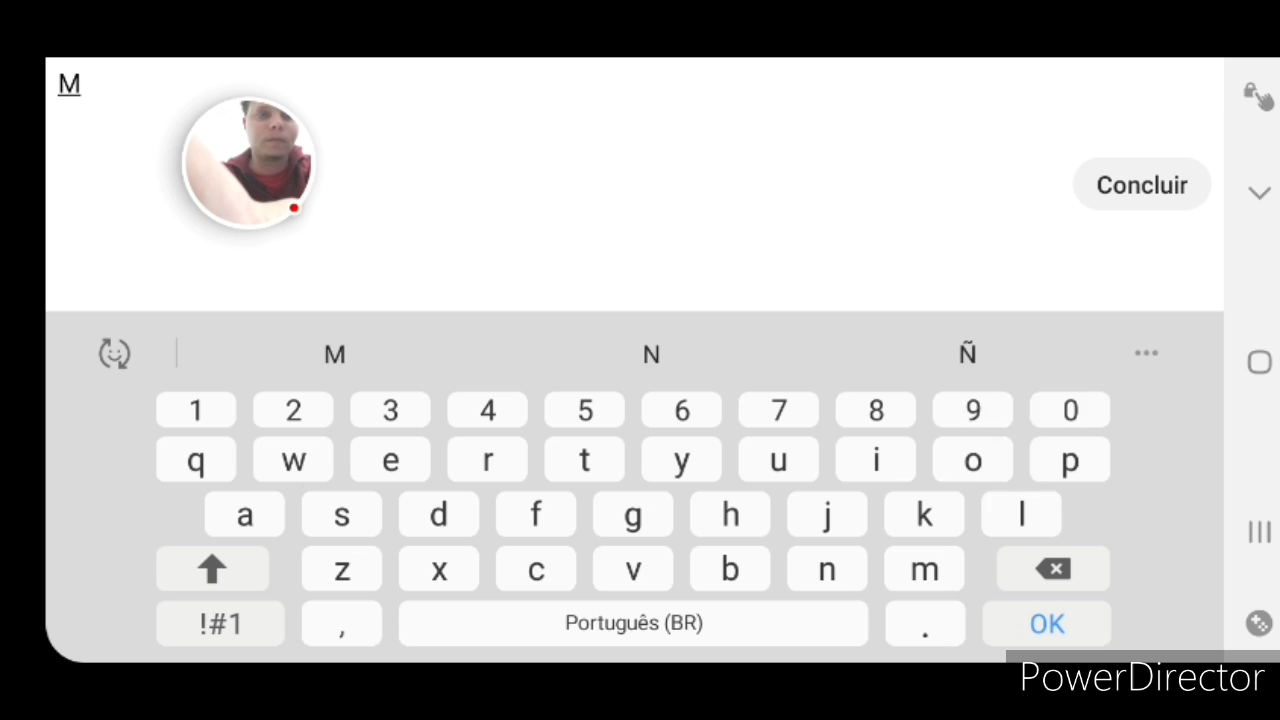 M
Concluir
M N Ñ
1 2 3 4 5 6 7 8 9 0
q w e r t y u i o p
a s d f g h j k l
z x c v b n m
!#1 , Português (BR) . OK
PowerDirector